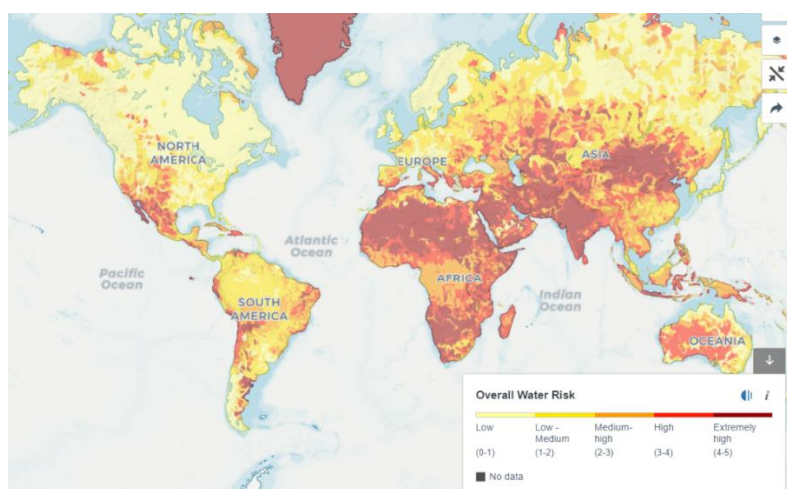 NORTH
AMERICA
EUROPE
ASIA
Atlantic
Ocean
Pacific
Ocean
AFRICA
Indian
Ocean
SOUTH
AMERICA
OCEANIA
Overall Water Risk i
Low Low - Medium- High Extremely
Medium high high
(0-1) (1-2) (2-3) (3-4) (4-5)
No data